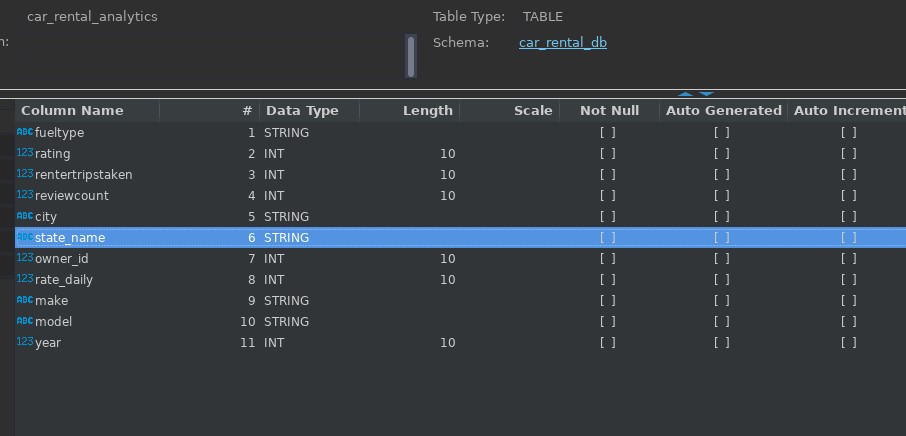 car_rental_analytics Table Type: TABLE
n: Schema: car_rental_db
Column Name # Data Type Length Scale Not Null Auto Generated Auto Increment
ABC fueltype 1 STRING [ ] [ ] [ ]
123 rating 2 INT 10 [ ] [ ] [ ]
123 rentertripstaken 3 INT 10 [ ] [ ] [ ]
123 reviewcount 4 INT 10 [ ] [ ] [ ]
ABC city 5 STRING [ ] [ ] [ ]
ABC state_name 6 STRING [ ] [ ] [ ]
123 owner_id 7 INT 10 [ ] [ ] [ ]
123 rate_daily 8 INT 10 [ ] [ ] [ ]
ABC make 9 STRING [ ] [ ] [ ]
ABC model 10 STRING [ ] [ ] [ ]
123 year 11 INT 10 [ ] [ ] [ ]